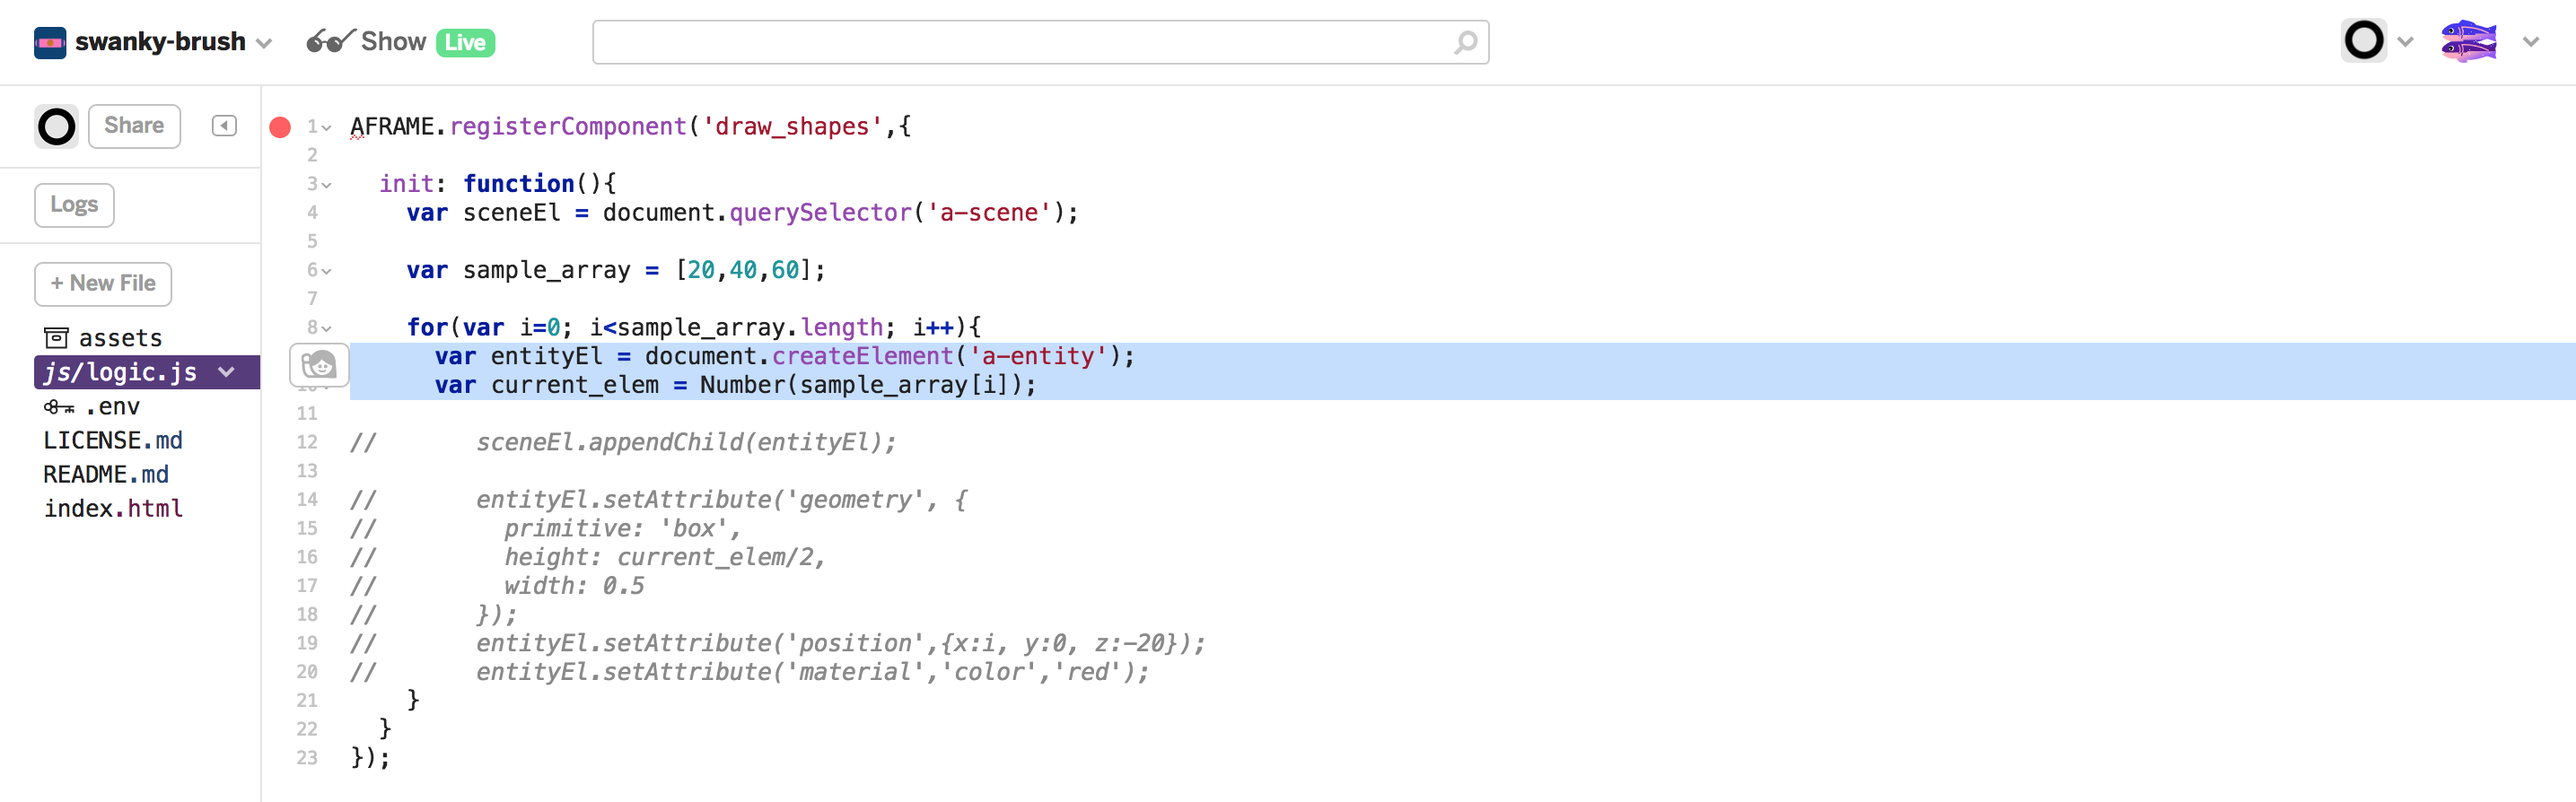 swanky-brush Show Live
Share
Logs
+ New File
assets
js/logic.js
.env
LICENSE.md
README.md
index.html
1 AFRAME.registerComponent('draw_shapes',{
2
3 init: function(){
4 var sceneEl = document.querySelector('a-scene');
5
6 var sample_array = [20,40,60];
7
8 for(var i=0; i<sample_array.length; i++){
var entityEl = document.createElement('a-entity');
var current_elem = Number(sample_array[i]);
11
12 // sceneEl.appendChild(entityEl);
13
14 // entityEl.setAttribute('geometry', {
15 // primitive: 'box',
16 // height: current_elem/2,
17 // width: 0.5
18 // });
19 // entityEl.setAttribute('position',{x:i, y:0, z:-20});
20 // entityEl.setAttribute('material','color','red');
21 }
22 }
23 });